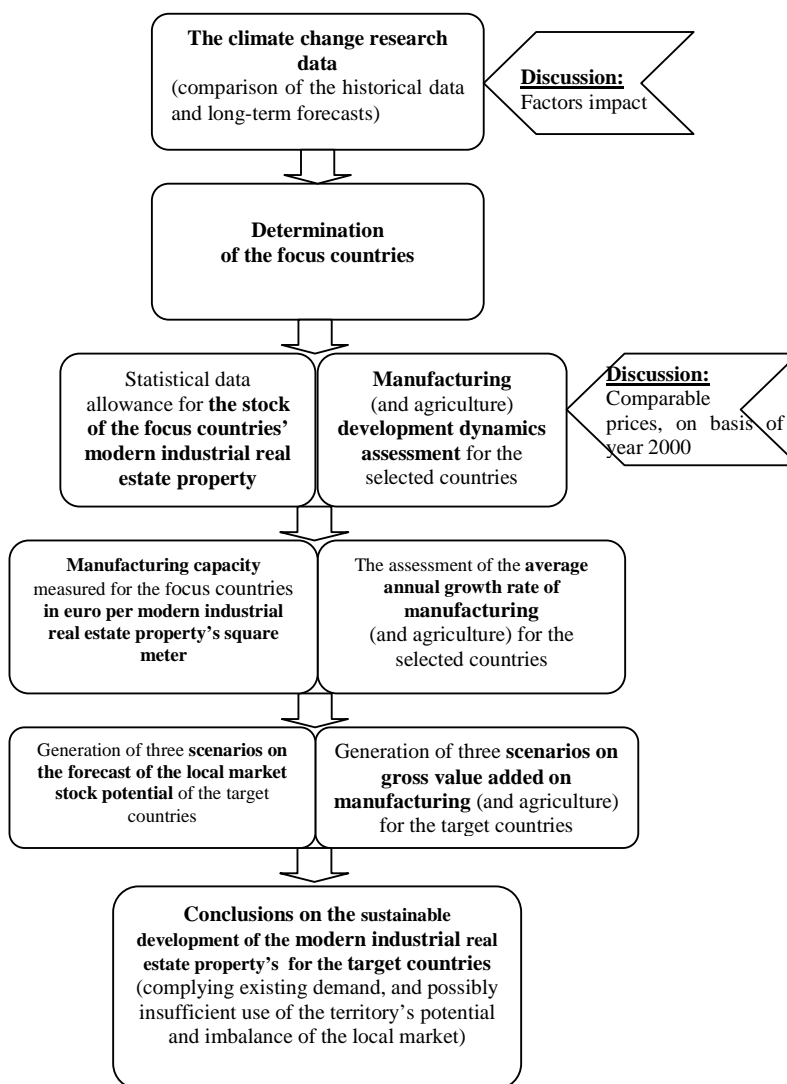 The climate change research
data
(comparison of the historical data
and long-term forecasts)
Discussion:
Factors impact
Determination
of the focus countries
Statistical data
allowance for the stock
of the focus countries’
modern industrial real
estate property
Manufacturing
(and agriculture)
development dynamics
assessment for the
selected countries
Discussion:
Comparable
prices, on basis of
year 2000
Manufacturing capacity
measured for the focus countries
in euro per modern industrial
real estate property’s square
meter
The assessment of the average
annual growth rate of
manufacturing
(and agriculture) for the
selected countries
Generation of three scenarios on
the forecast of the local market
stock potential of the target
countries
Generation of three scenarios on
gross value added on
manufacturing (and agriculture)
for the target countries
Conclusions on the sustainable
development of the modern industrial real
estate property’s for the target countries
(complying existing demand, and possibly
insufficient use of the territory’s potential
and imbalance of the local market)